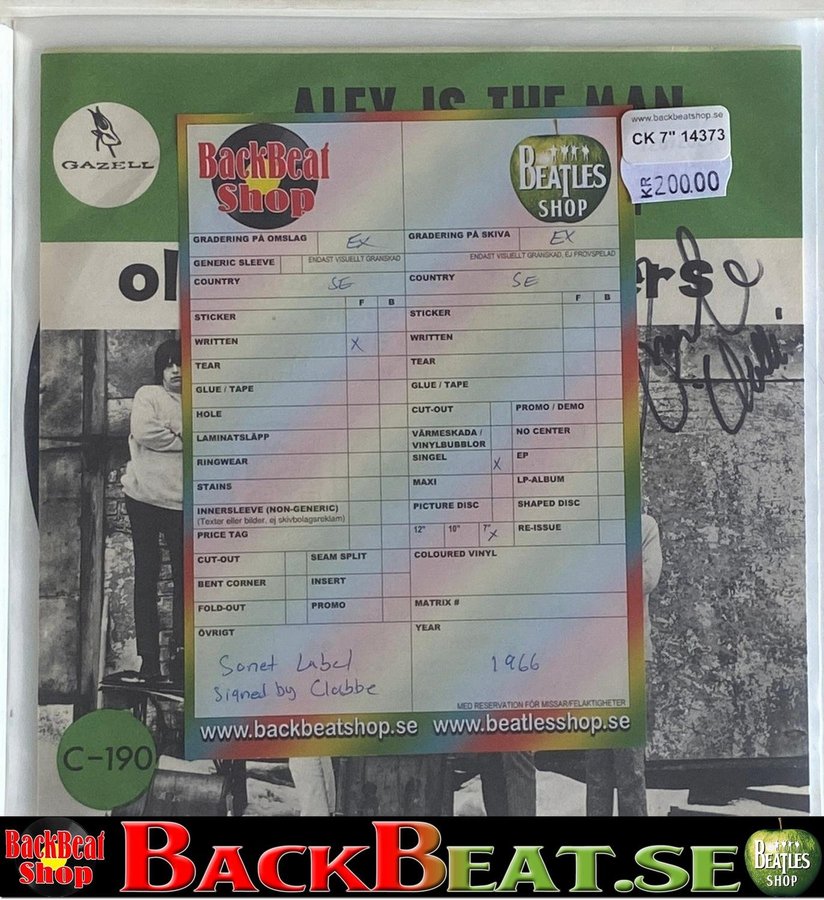 ALEX IS THE MAN
GAZELL
www.backbeatshop.se
CK 7" 14373
KR200.00
ol
rs
BackBeat
Shop
BEATLES
SHOP
GRADERING PÅ OMSLAG EX
GRADERING PÅ SKIVA EX
GENERIC SLEEVE
ENDAST VISUELLT GRANSKAD
ENDAST VISUELLT GRANSKAD, EJ PROVSPELAD
COUNTRY SE
COUNTRY SE
F B
F B
STICKER
STICKER
WRITTEN X
WRITTEN
TEAR
TEAR
GLUE / TAPE
GLUE / TAPE
HOLE
CUT-OUT PROMO / DEMO
LAMINATSLÄPP
VÄRMESKADA / NO CENTER
VINYLBUBBLOR
RINGWEAR
SINGEL X EP
STAINS
MAXI LP-ALBUM
INNERSLEEVE (NON-GENERIC)
(Texter eller bilder, ej skivbolagsreklam)
PICTURE DISC SHAPED DISC
PRICE TAG
12" 10" 7" X RE-ISSUE
CUT-OUT SEAM SPLIT
COLOURED VINYL
BENT CORNER INSERT
FOLD-OUT PROMO
MATRIX #
ÖVRIGT
YEAR
Sonet Label
Signed by Clabbe
1966
MED RESERVATION FÖR MISSAR/FELAKTIGHETER
www.backbeatshop.se www.beatlesshop.se
C-190
BackBeat
Shop
BACKBEAT.SE
BEATLES
SHOP